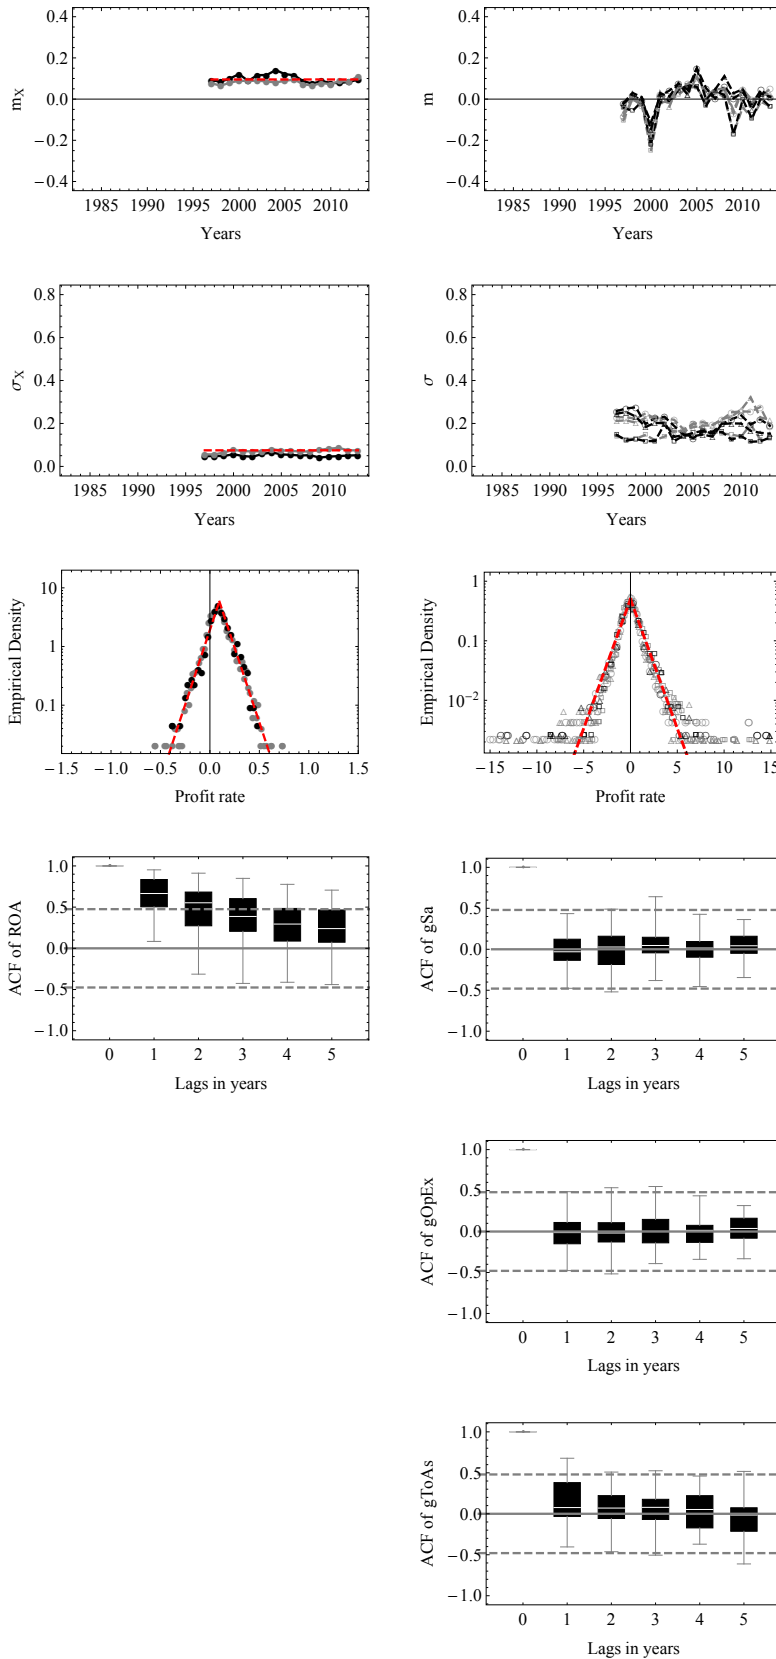 0.4
0.2
0.0
−0.2
−0.4
m_X
1985 1990 1995 2000 2005 2010
Years
0.4
0.2
0.0
−0.2
−0.4
m
1985 1990 1995 2000 2005 2010
Years
0.8
0.6
0.4
0.2
0.0
σ_X
1985 1990 1995 2000 2005 2010
Years
0.8
0.6
0.4
0.2
0.0
σ
1985 1990 1995 2000 2005 2010
Years
10
1
0.1
Empirical Density
−1.5 −1.0 −0.5 0.0 0.5 1.0 1.5
Profit rate
1
0.1
10⁻²
Empirical Density
−15 −10 −5 0 5 10 15
Profit rate
1.0
0.5
0.0
−0.5
−1.0
ACF of ROA
0 1 2 3 4 5
Lags in years
1.0
0.5
0.0
−0.5
−1.0
ACF of gSa
0 1 2 3 4 5
Lags in years
1.0
0.5
0.0
−0.5
−1.0
ACF of gOpEx
0 1 2 3 4 5
Lags in years
1.0
0.5
0.0
−0.5
−1.0
ACF of gToAs
0 1 2 3 4 5
Lags in years